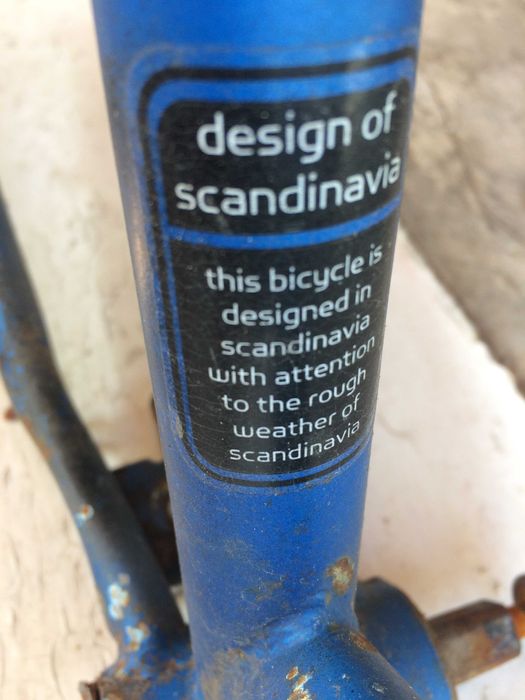 design of
scandinavia
this bicycle is
designed in
scandinavia
with attention
to the rough
weather of
scandinavia